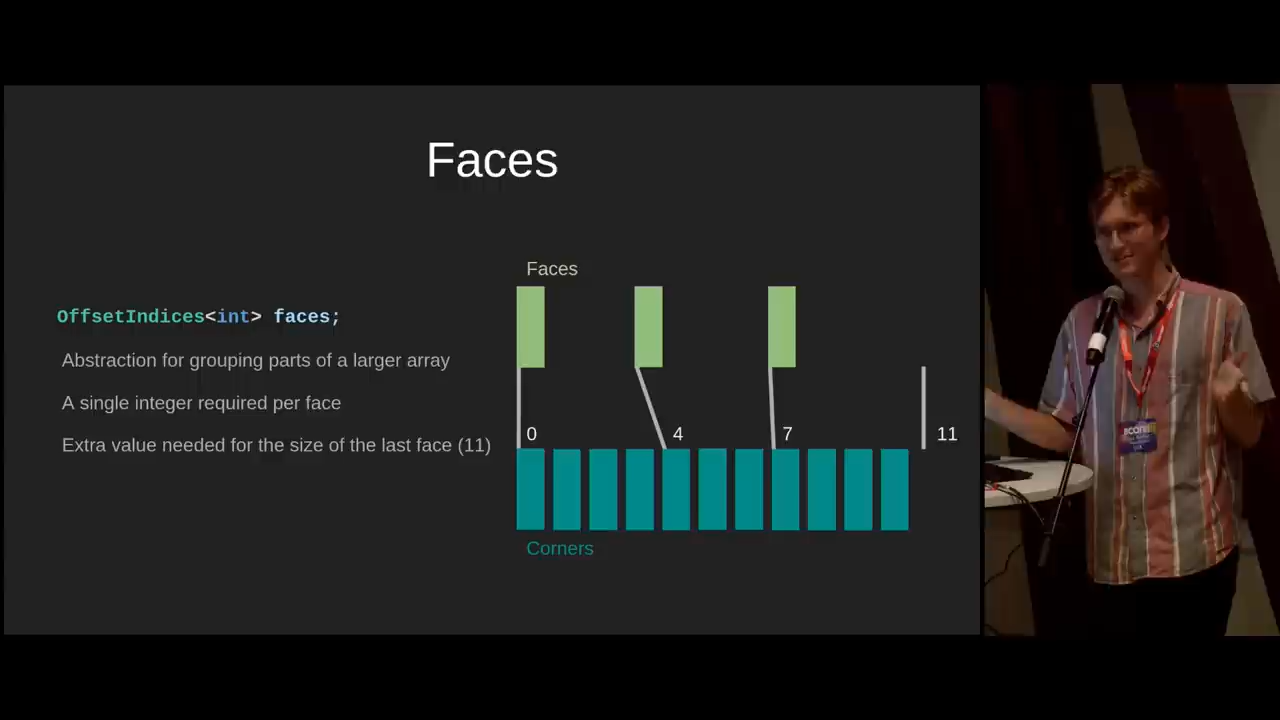 Faces
OffsetIndices<int> faces;
Abstraction for grouping parts of a larger array
A single integer required per face
Extra value needed for the size of the last face (11)
Faces
0
4
7
11
Corners